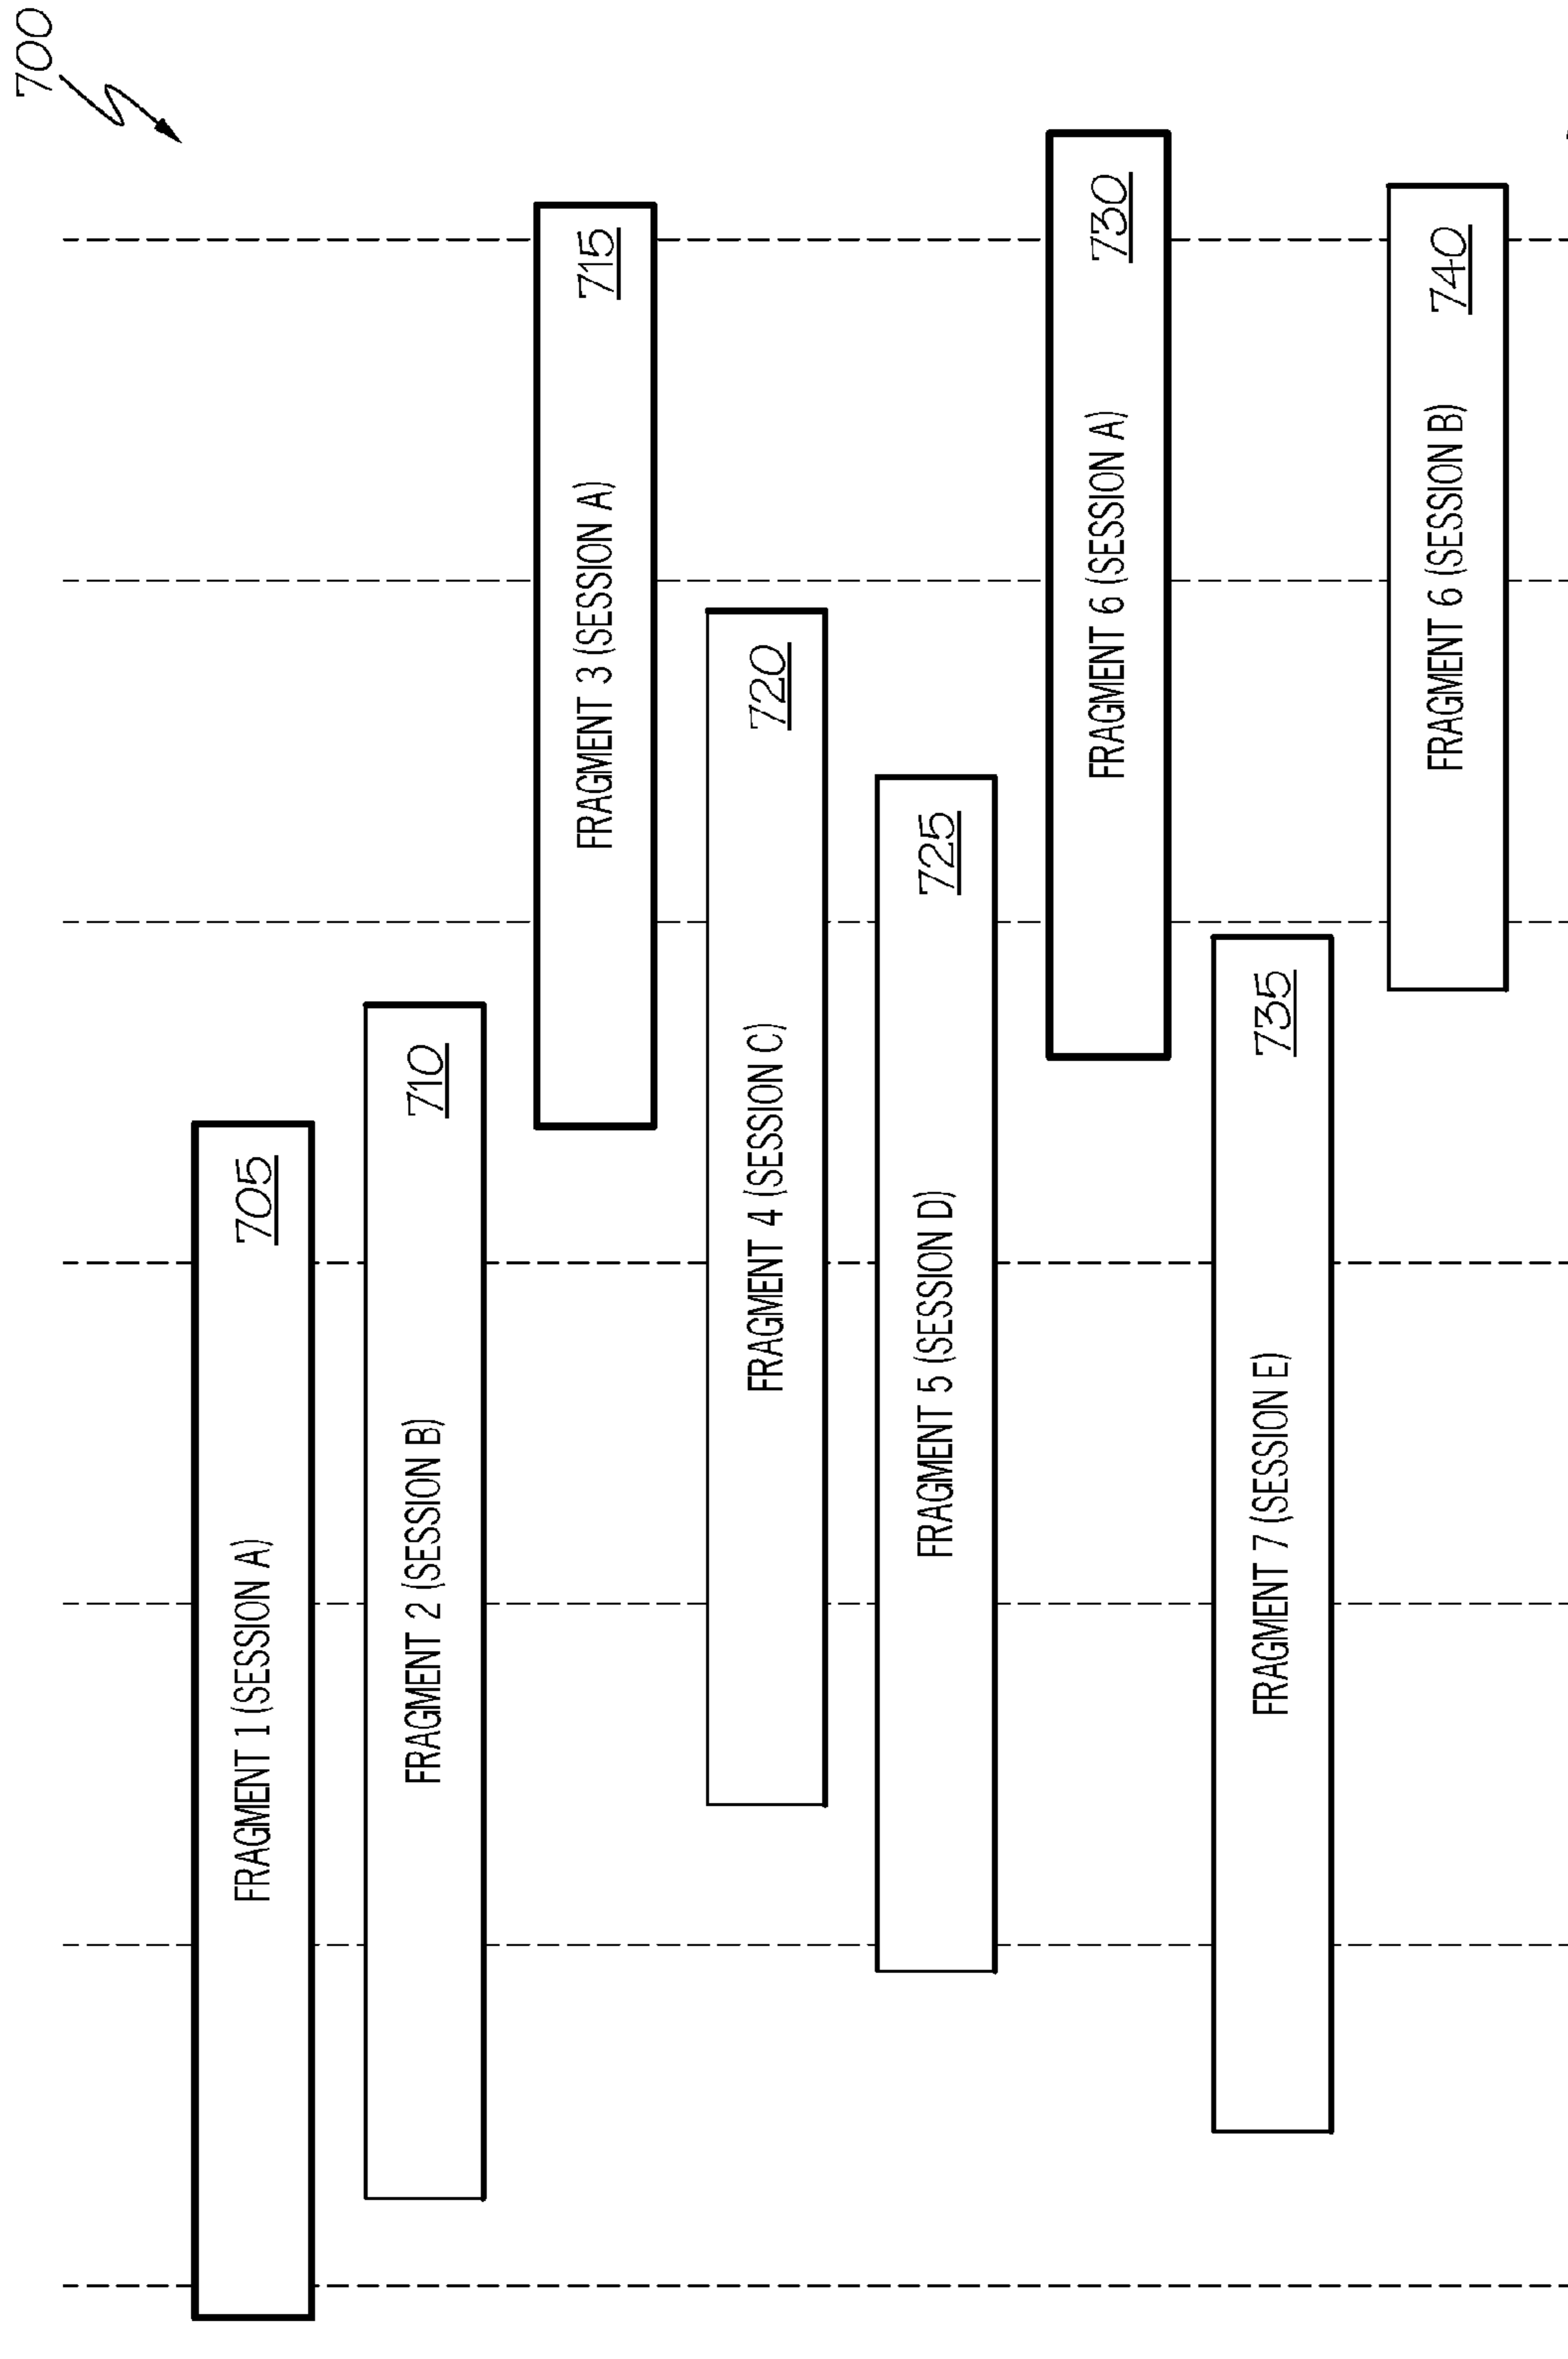 700
FRAGMENT 1 (SESSION A) 705
FRAGMENT 2 (SESSION B) 710
FRAGMENT 3 (SESSION A) 715
FRAGMENT 4 (SESSION C) 720
FRAGMENT 5 (SESSION D) 725
FRAGMENT 6 (SESSION A) 730
FRAGMENT 7 (SESSION E) 735
FRAGMENT 6 (SESSION B) 740